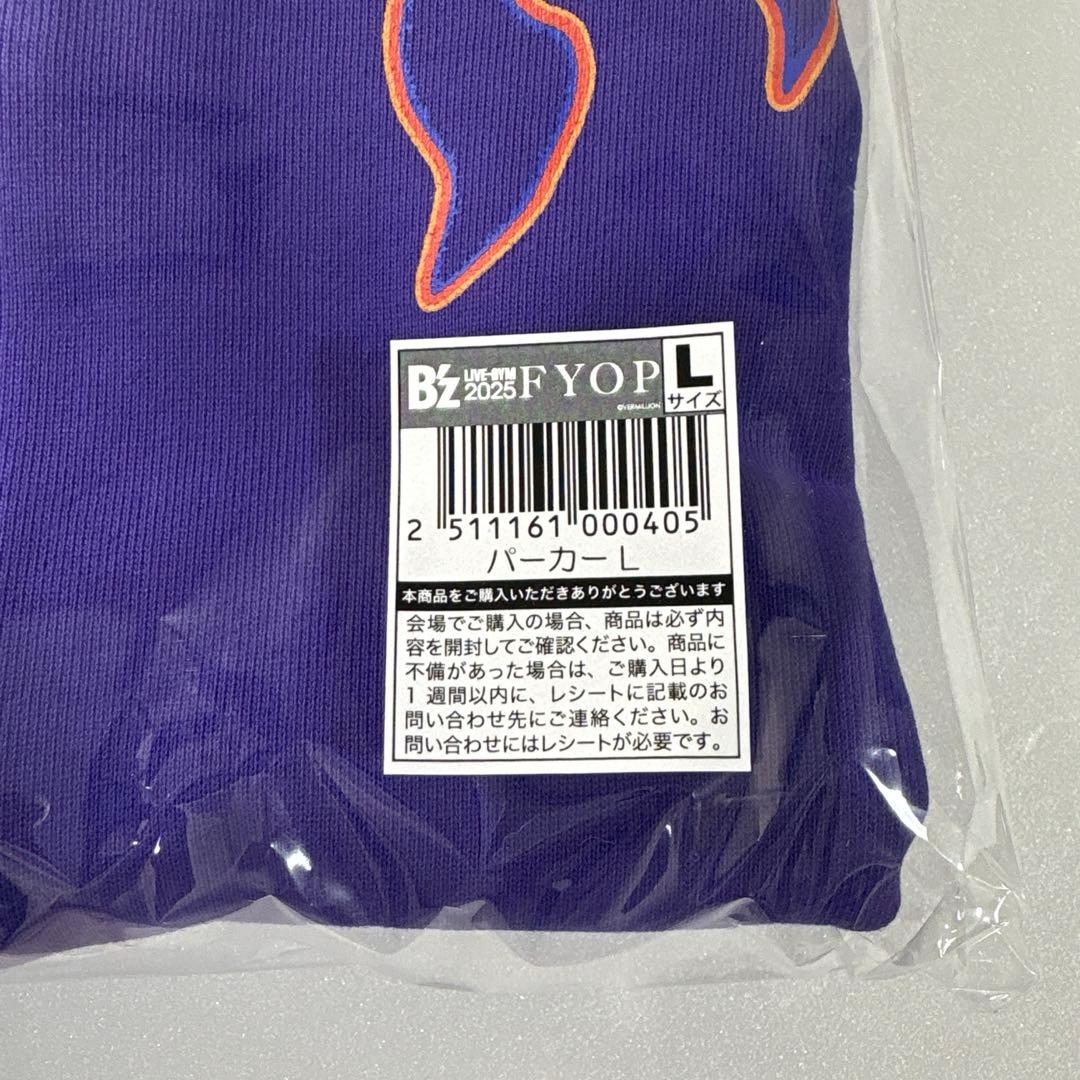 B'z LIVE-GYM 2025 FYOP L
©VERMILLION サイズ
2 511161 000405
パーカー L
本商品をご購入いただきありがとうございます
会場でご購入の場合、商品は必ず内
容を開封してご確認ください。商品に
不備があった場合は、ご購入日より
1 週間以内に、レシートに記載のお
問い合わせ先にご連絡ください。お
問い合わせにはレシートが必要です。